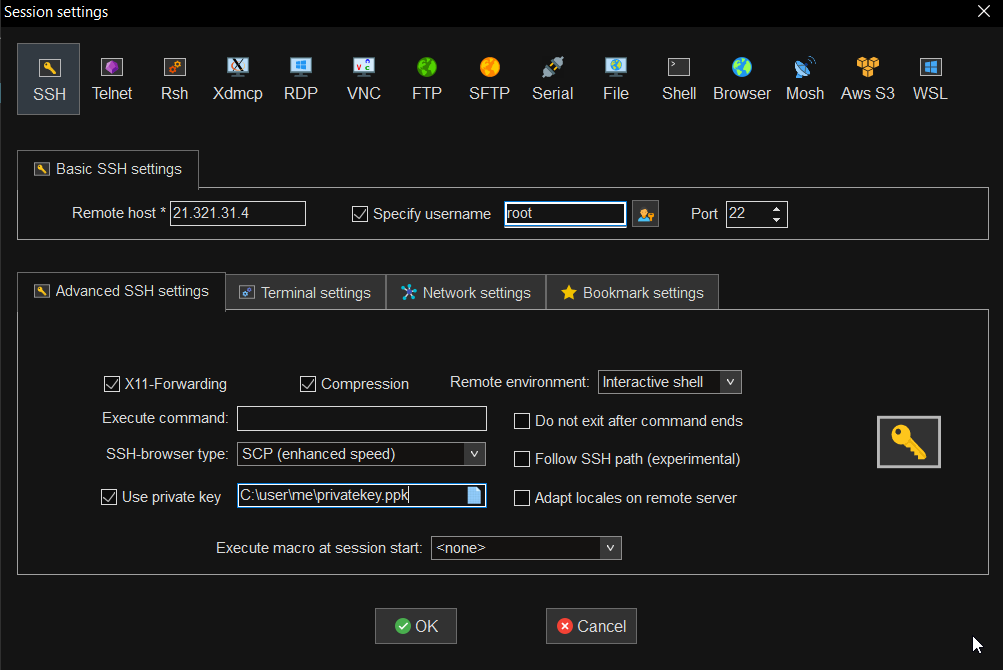 Session settings
SSH Telnet Rsh Xdmcp RDP VNC FTP SFTP Serial File Shell Browser Mosh Aws S3 WSL
Basic SSH settings
Remote host * 21.321.31.4 Specify username root Port 22
Advanced SSH settings Terminal settings Network settings Bookmark settings
X11-Forwarding Compression Remote environment: Interactive shell
Execute command: Do not exit after command ends
SSH-browser type: SCP (enhanced speed) Follow SSH path (experimental)
Use private key C:\user\me\privatekey.ppk Adapt locales on remote server
Execute macro at session start: <none>
OK Cancel